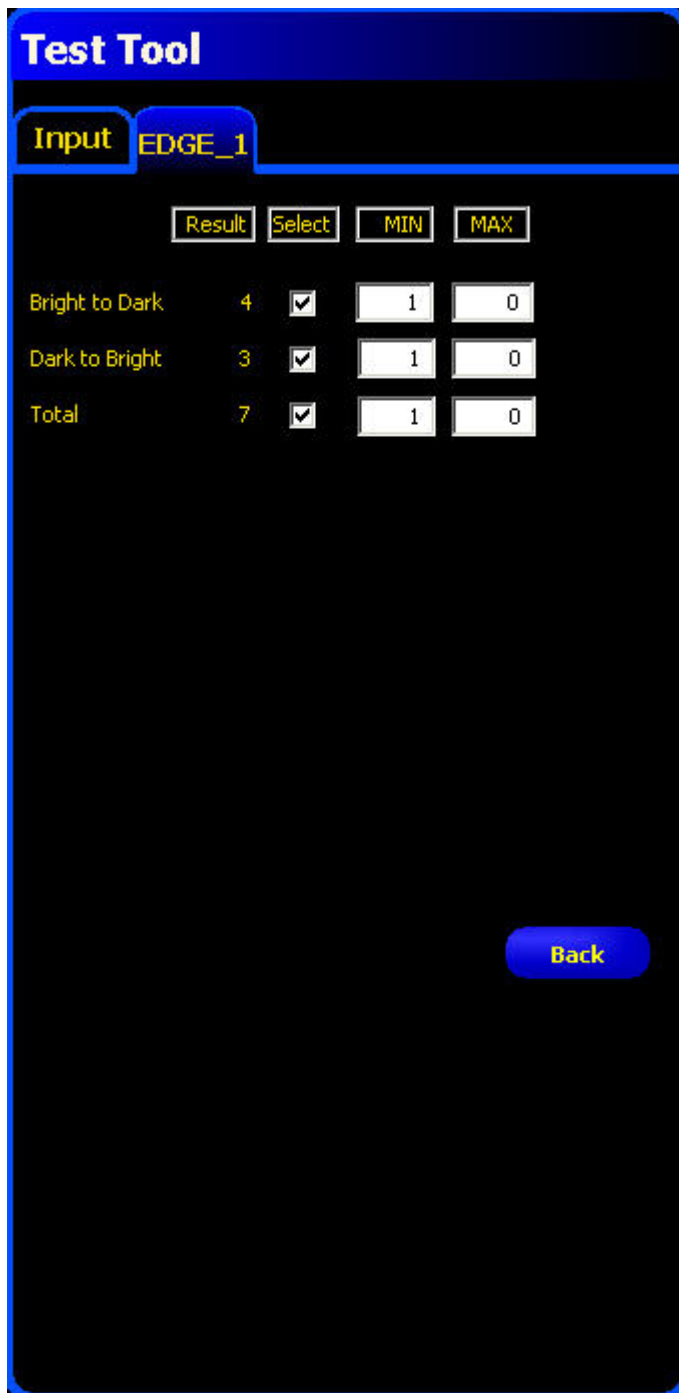 Test Tool
Input EDGE_1
Result Select MIN MAX
Bright to Dark 4 1 0
Dark to Bright 3 1 0
Total 7 1 0
Back